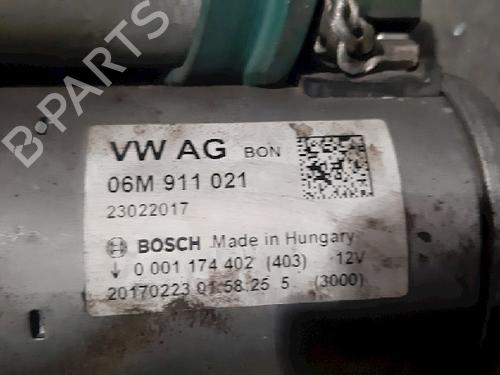 VW AG BON
06M 911 021
23022017
BOSCH Made in Hungary
↓ 0 001 174 402 (403) 12V
20170223 01.58.25 5 (3000)
B-PARTS